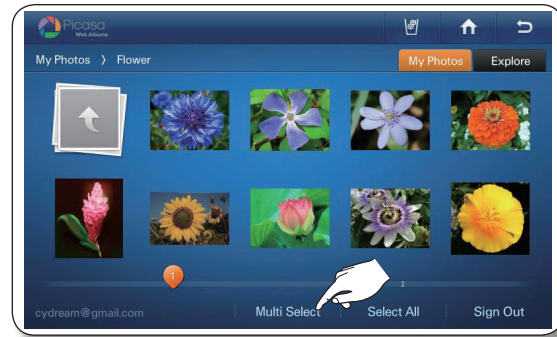 Picasa
Web Albums
My Photos 〉 Flower
My Photos Explore
1
2
cydream@gmail.com Multi Select Select All Sign Out